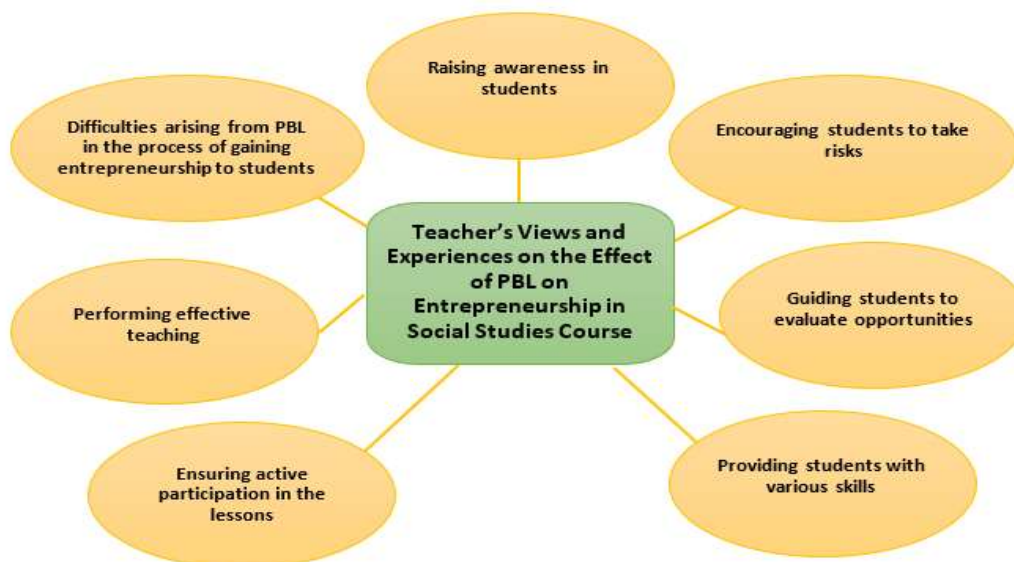 Raising awareness in
students
Encouraging students to take
risks
Guiding students to
evaluate opportunities
Providing students with
various skills
Ensuring active
participation in the
lessons
Performing effective
teaching
Difficulties arising from PBL
in the process of gaining
entrepreneurship to students
Teacher's Views and
Experiences on the Effect
of PBL on
Entrepreneurship in
Social Studies Course